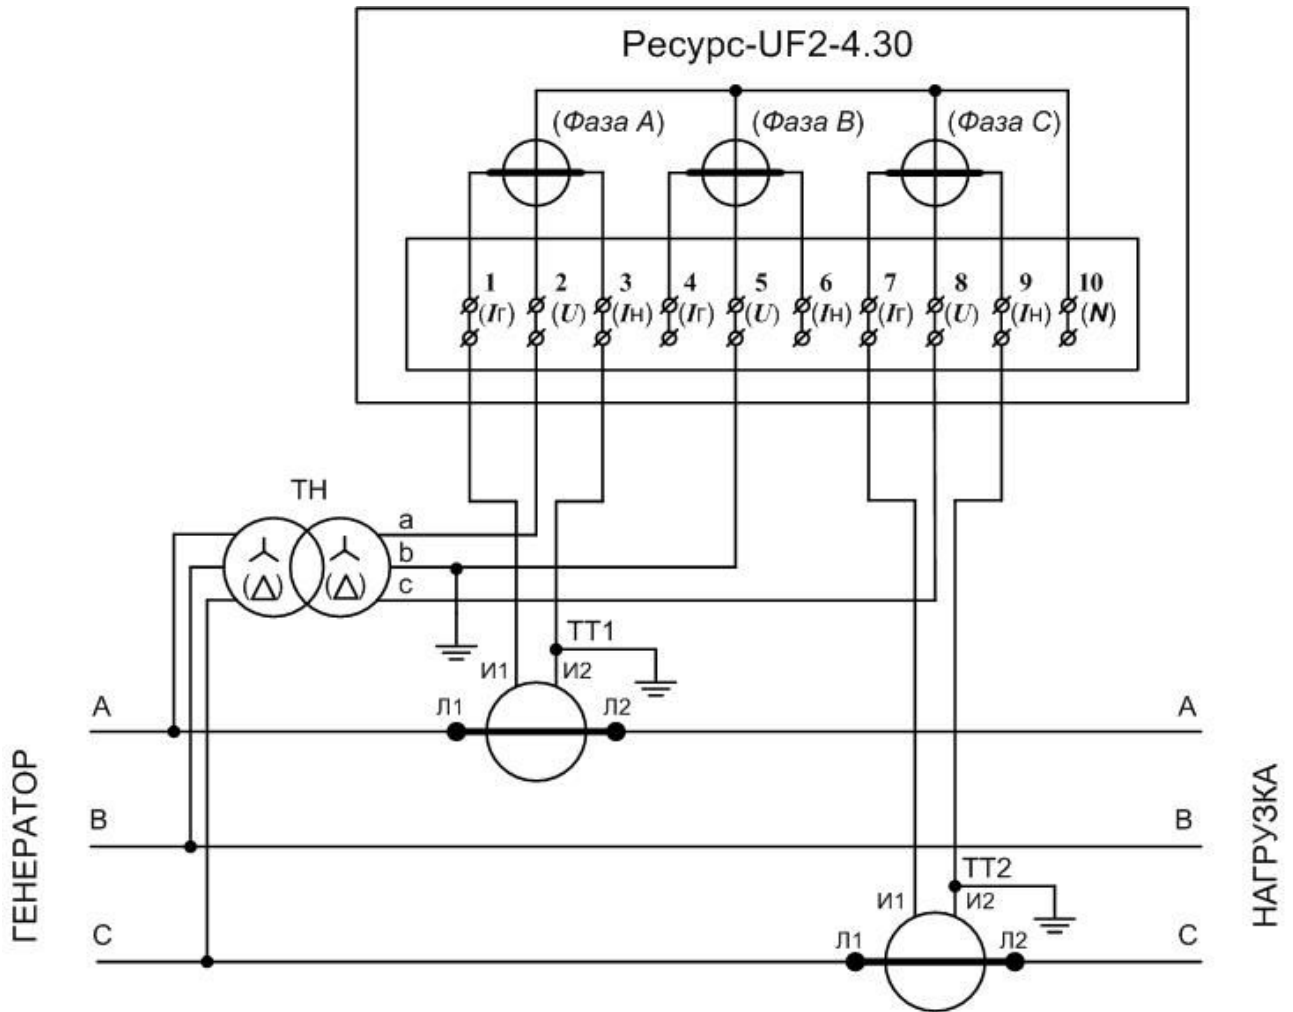 Ресурс-UF2-4.30
(Фаза А) (Фаза В) (Фаза С)
1 2 3 4 5 6 7 8 9 10
(Iг) (U) (Iн) (Iг) (U) (Iн) (Iг) (U) (Iн) (N)
ТН
a
b
c
ТТ1
И1 И2
Л1 Л2
А А
ГЕНЕРАТОР
НАГРУЗКА
В В
ТТ2
И1 И2
Л1 Л2
С С